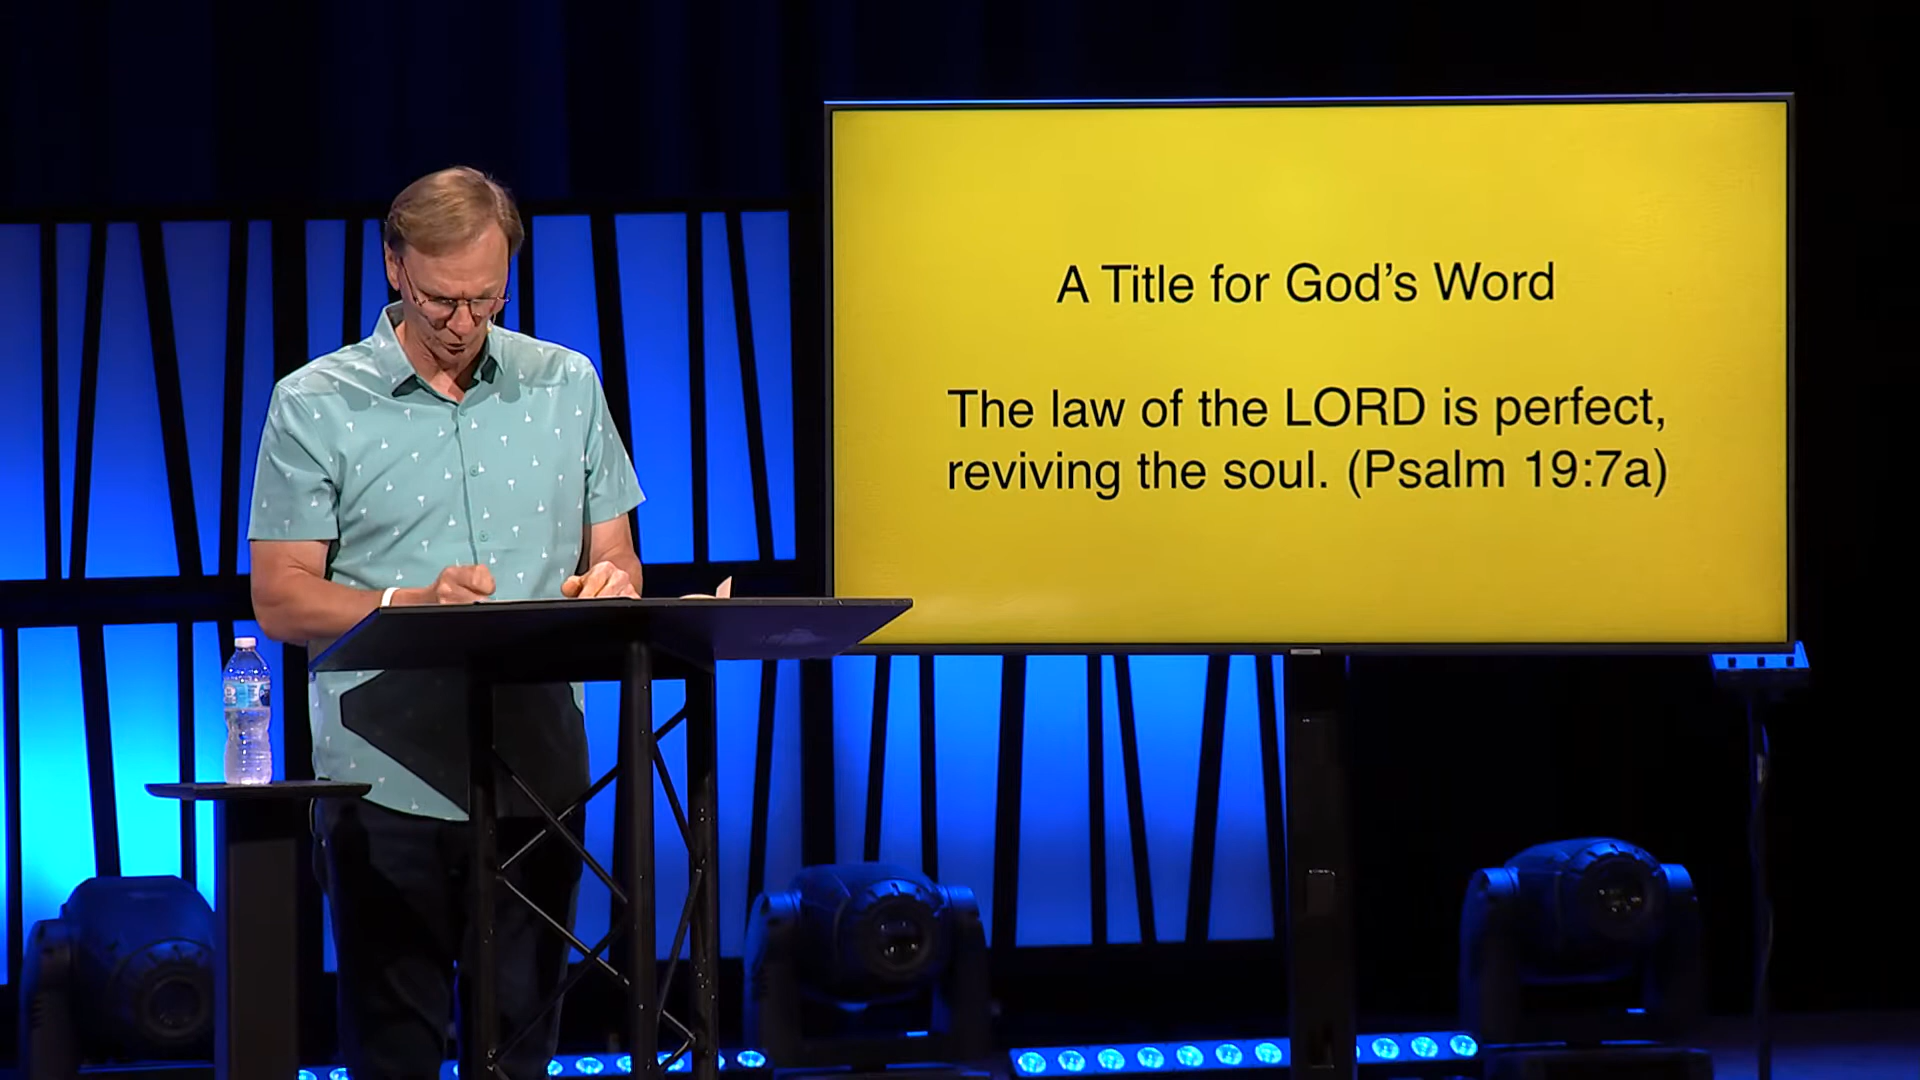 A Title for God’s Word
The law of the LORD is perfect,
reviving the soul. (Psalm 19:7a)